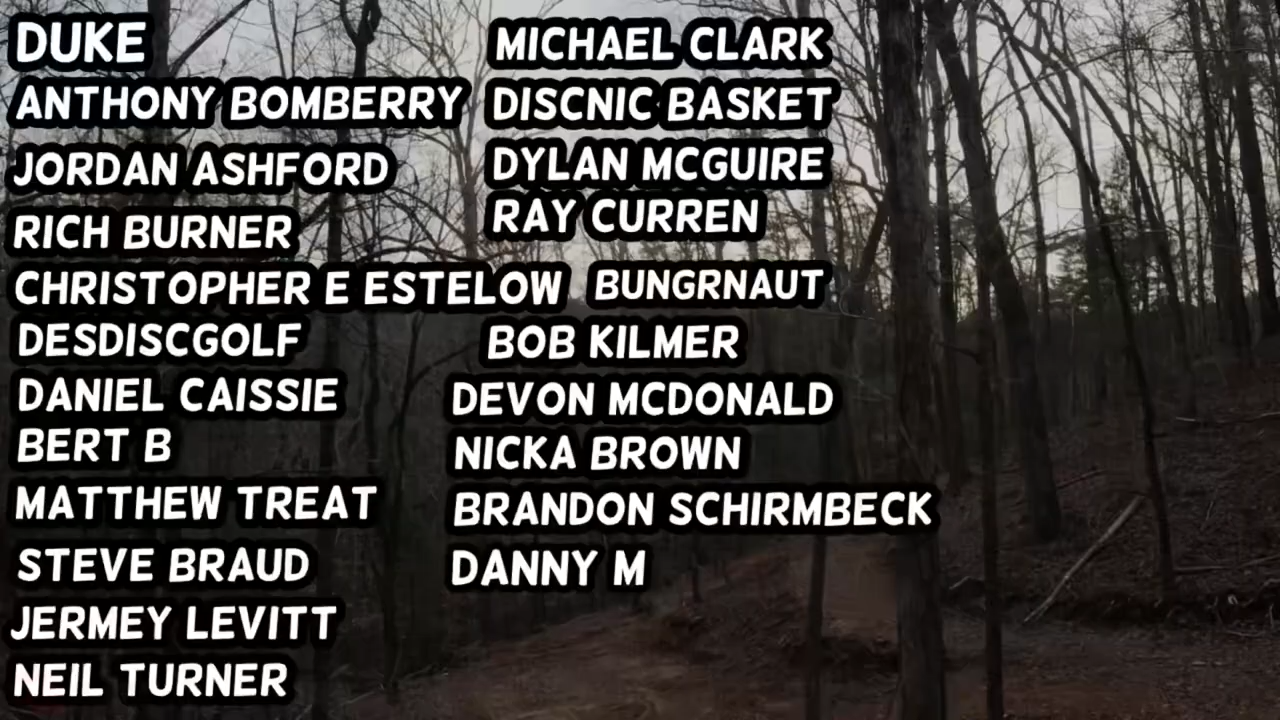 DUKE
ANTHONY BOMBERRY
JORDAN ASHFORD
RICH BURNER
CHRISTOPHER E ESTELOW
DESDISCGOLF
DANIEL CAISSIE
BERT B
MATTHEW TREAT
STEVE BRAUD
JERMEY LEVITT
NEIL TURNER
MICHAEL CLARK
DISCNIC BASKET
DYLAN MCGUIRE
RAY CURREN
BUNGRNAUT
BOB KILMER
DEVON MCDONALD
NICKA BROWN
BRANDON SCHIRMBECK
DANNY M